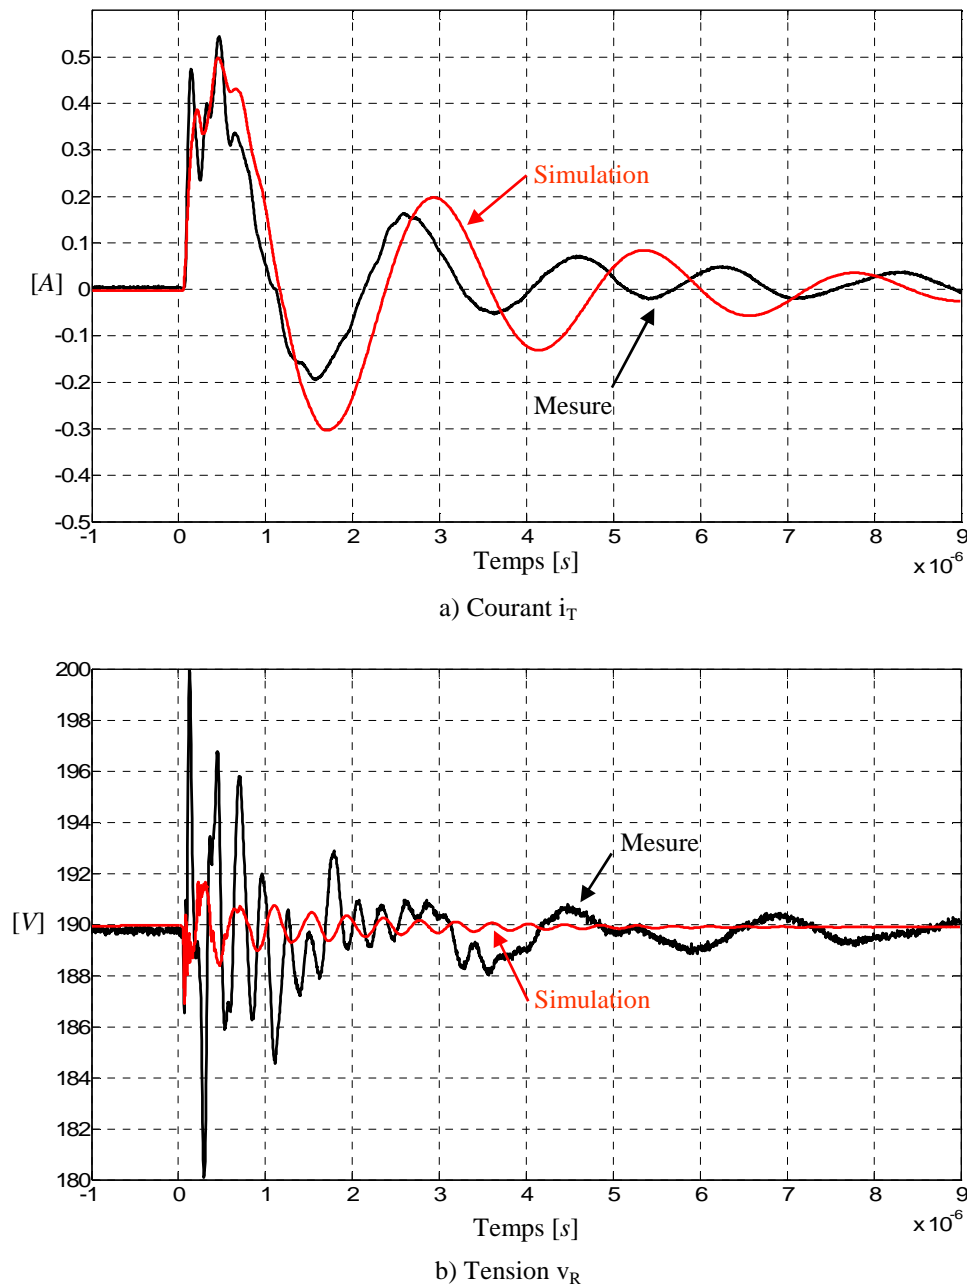 0.5
0.4
0.3
0.2
0.1
0
-0.1
-0.2
-0.3
-0.4
-0.5
[A]
Simulation
Mesure
-1 0 1 2 3 4 5 6 7 8 9
Temps [s]
x 10-6
a) Courant iT
200
198
196
194
192
190
188
186
184
182
180
[V]
Mesure
Simulation
-1 0 1 2 3 4 5 6 7 8 9
Temps [s]
x 10-6
b) Tension vR